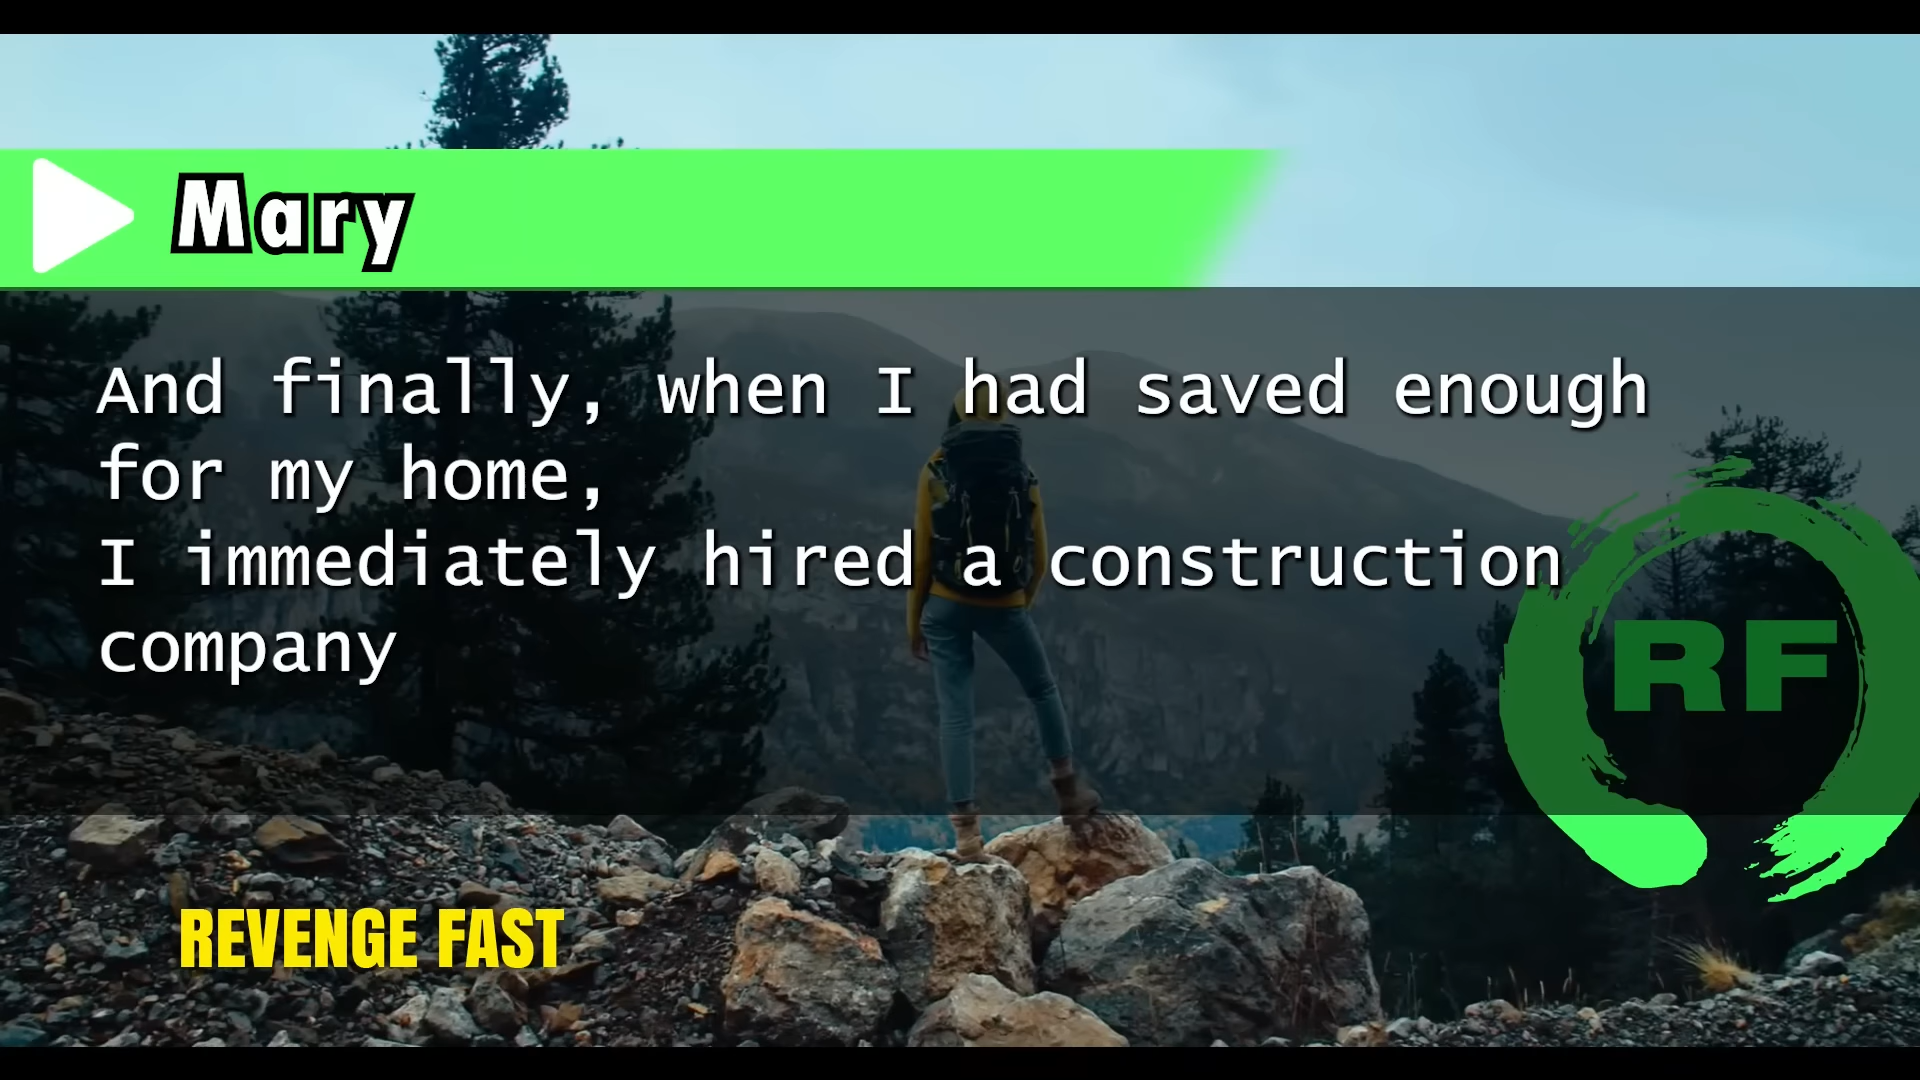 Mary
And finally, when I had saved enough
for my home,
I immediately hired a construction
company
RF
REVENGE FAST